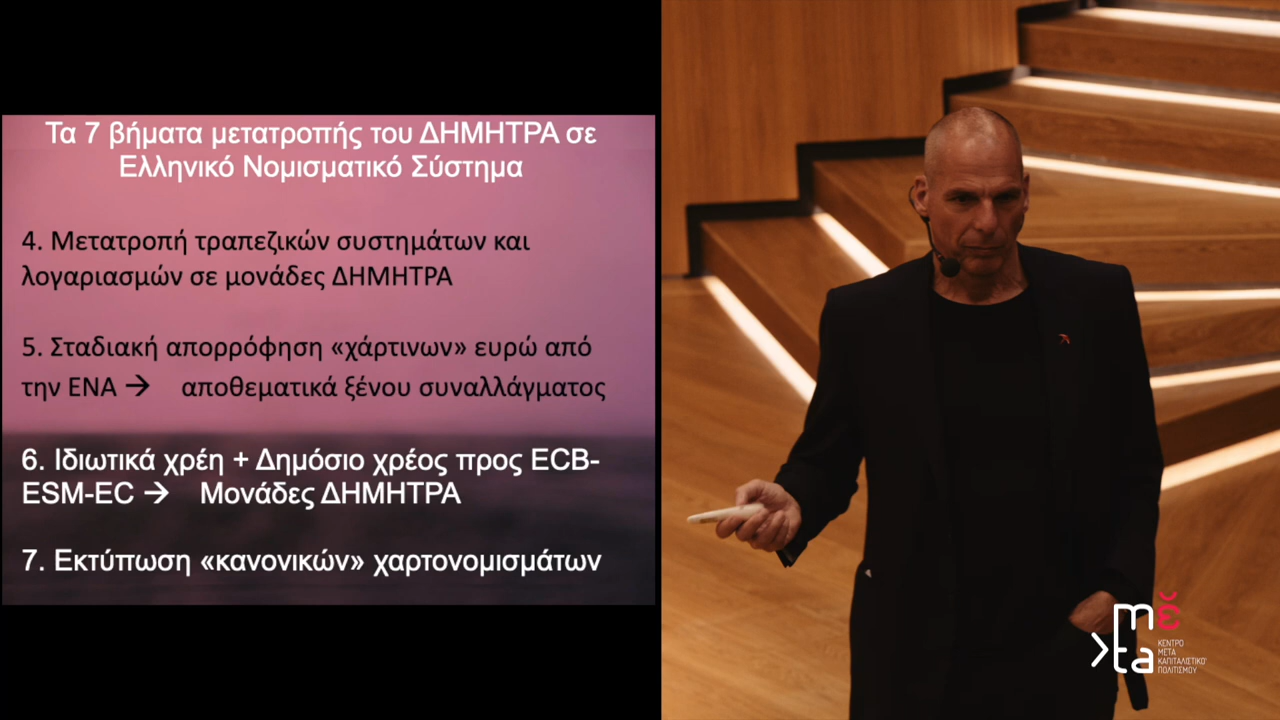 Τα 7 βήματα μετατροπής του ΔΗΜΗΤΡΑ σε
Ελληνικό Νομισματικό Σύστημα
4. Μετατροπή τραπεζικών συστημάτων και
λογαριασμών σε μονάδες ΔΗΜΗΤΡΑ
5. Σταδιακή απορρόφηση «χάρτινων» ευρώ από
την ΕΝΑ → αποθεματικά ξένου συναλλάγματος
6. Ιδιωτικά χρέη + Δημόσιο χρέος προς ECB-
ESM-EC → Μονάδες ΔΗΜΗΤΡΑ
7. Εκτύπωση «κανονικών» χαρτονομισμάτων
mέ
ta
ΚΕΝΤΡΟ
ΜΕΤΑ
ΚΑΠΙΤΑΛΙΣΤΙΚΟΥ
ΠΟΛΙΤΙΣΜΟΥ